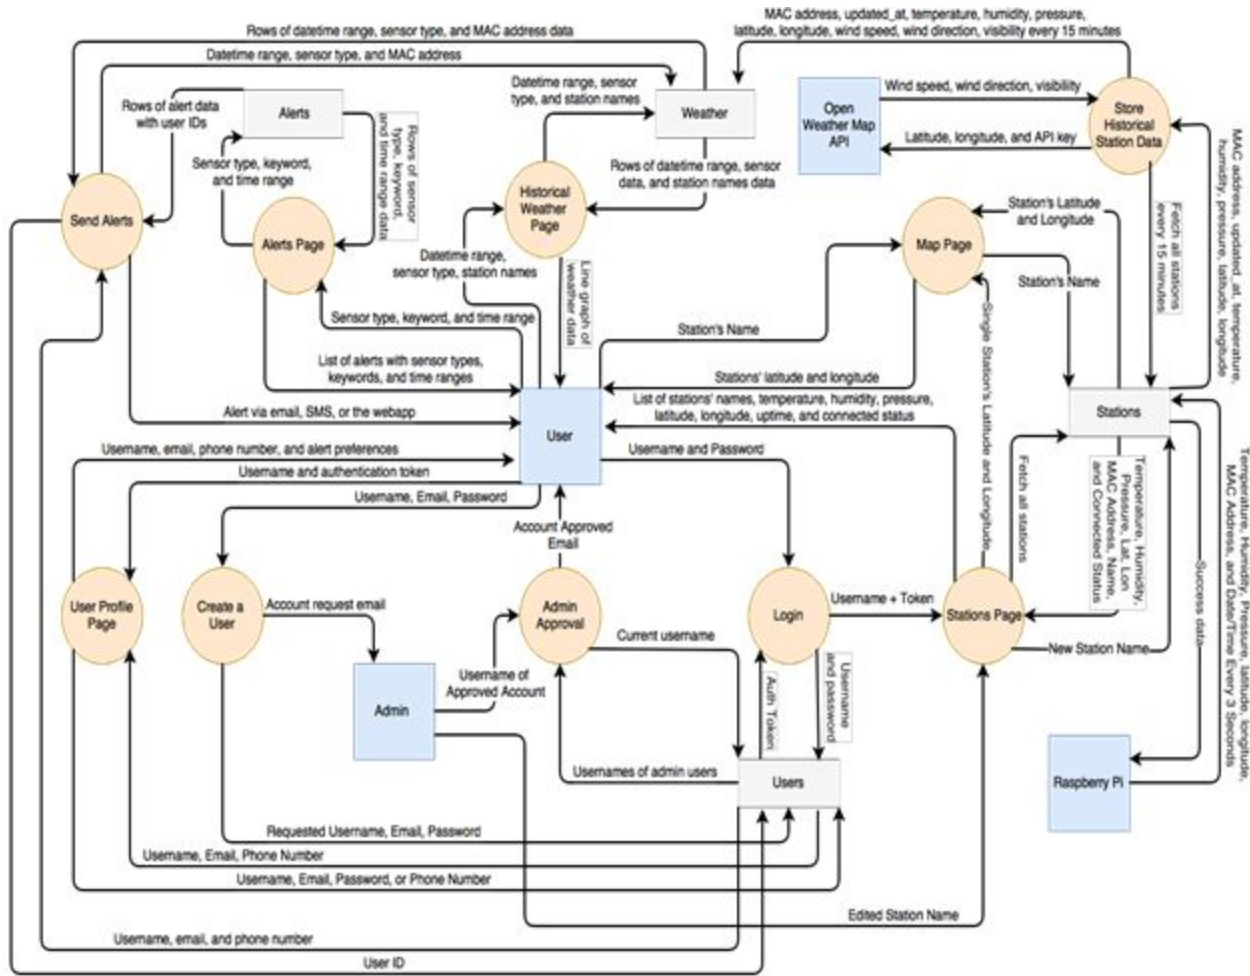 Rows of datetime range, sensor type, and MAC address data
Datetime range, sensor type, and MAC address
MAC address, updated_at, temperature, humidity, pressure,
latitude, longitude, wind speed, wind direction, visibility every 15 minutes
Rows of alert data
with user IDs
Alerts
Rows of sensor
type, keyword,
and time range data
Datetime range, sensor
type, and station names
Weather
Open
Weather Map
API
Wind speed, wind direction, visibility
Latitude, longitude, and API key
Store
Historical
Station Data
MAC address, updated_at, temperature,
humidity, pressure, latitude, longitude
Sensor type, keyword,
and time range
Rows of datetime range, sensor
data, and station names data
Send Alerts
Alerts Page
Historical
Weather
Page
Map Page
Station's Latitude
and Longitude
Fetch all stations
every 15 minutes
Datetime range,
sensor type, station names
Line graph of
weather data
Station's Name
Sensor type, keyword, and time range
Station's Name
Single Station's Latitude and Longitude
List of alerts with sensor types,
keywords, and time ranges
Stations' latitude and longitude
List of stations' names, temperature, humidity, pressure,
latitude, longitude, uptime, and connected status
Stations
Alert via email, SMS, or the webapp
User
Username, email, phone number, and alert preferences
Username and Password
Username and authentication token
Username, Email, Password
Fetch all stations
Temperature, Humidity,
Pressure, Lat, Lon
MAC Address, Name,
and Connected Status
Temperature, Humidity, Pressure, latitude, longitude,
MAC Address, and Date/Time Every 3 Seconds
Account Approved
Email
Success data
User Profile
Page
Create a
User
Account request email
Admin
Approval
Login
Username + Token
Stations Page
Current username
New Station Name
Username of
Approved Account
Auth Token
Username
and password
Admin
Usernames of admin users
Users
Raspberry Pi
Requested Username, Email, Password
Username, Email, Phone Number
Username, Email, Password, or Phone Number
Edited Station Name
Username, email, and phone number
User ID